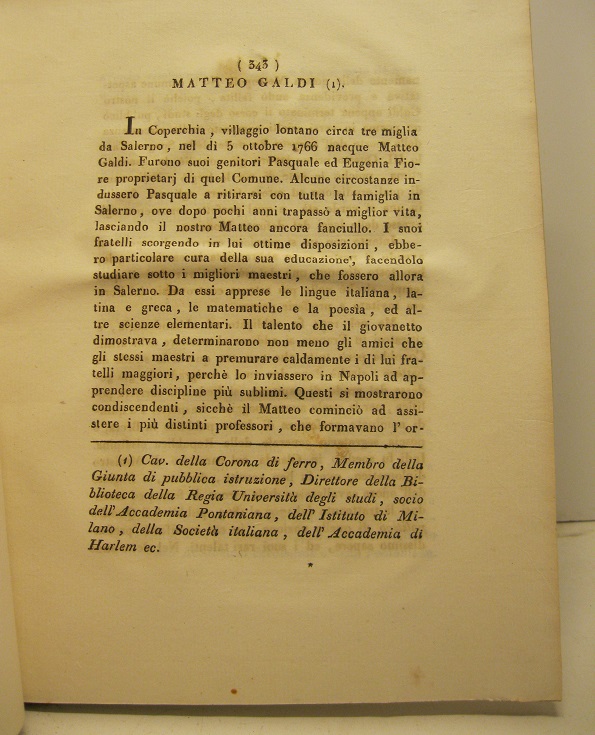 ( 343 )
MATTEO GALDI (1).
In Coperchia , villaggio lontano circa tre miglia
da Salerno , nel dì 5 ottobre 1766 nacque Matteo
Galdi. Furono suoi genitori Pasquale ed Eugenia Fio-
re proprietarj di quel Comune. Alcune circostanze in-
dussero Pasquale a ritirarsi con tutta la famiglia in
Salerno , ove dopo pochi anni trapassò a miglior vita,
lasciando il nostro Matteo ancora fanciullo. I suoi
fratelli scorgendo in lui ottime disposizioni , ebbe-
ro particolare cura della sua educazione', facendolo
studiare sotto i migliori maestri , che fossero allora
in Salerno. Da essi apprese le lingue italiana, la-
tina e greca , le matematiche e la poesia, ed al-
tre scienze elementari. Il talento che il giovanetto
dimostrava , determinarono non meno gli amici che
gli stessi maestri a premurare caldamente i di lui fra-
telli maggiori , perchè lo inviassero in Napoli ad ap-
prendere discipline più sublimi. Questi si mostrarono
condiscendenti , sicchè il Matteo cominciò ad assi-
stere i più distinti professori , che formavano l' or-
(1) Cav. della Corona di ferro, Membro della
Giunta di pubblica istruzione, Direttore della Bi-
blioteca della Regia Università degli studi, socio
dell'Accademia Pontaniana, dell' Istituto di Mi-
lano , della Società italiana , dell' Accademia di
Harlem ec.
*